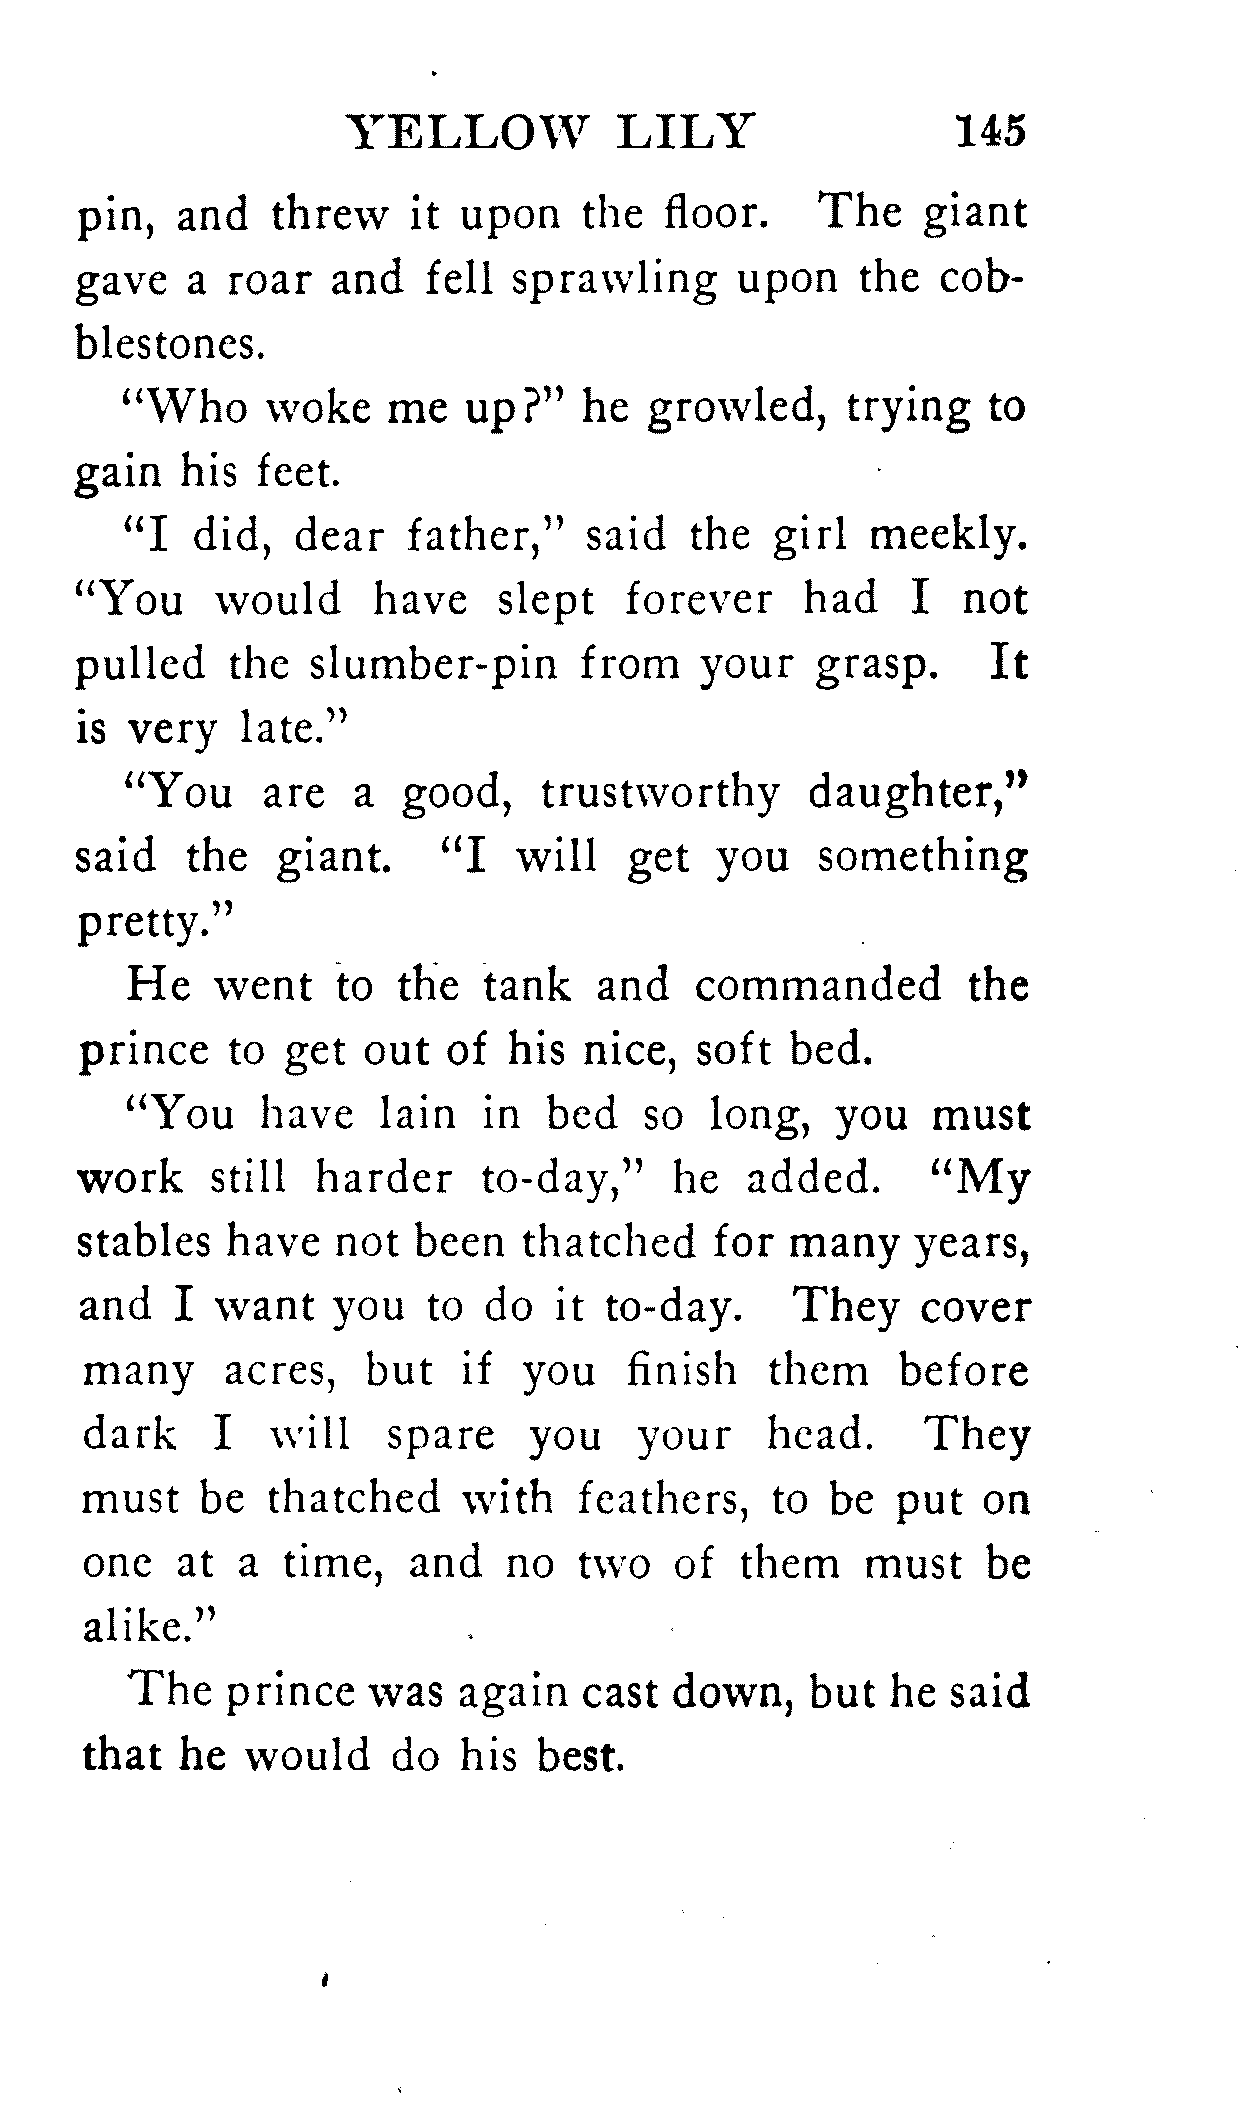 YELLOW LILY 145
pin, and threw it upon the floor. The giant
gave a roar and fell sprawling upon the cob-
blestones.
"Who woke me up?" he growled, trying to
gain his feet.
"I did, dear father," said the girl meekly.
"You would have slept forever had I not
pulled the slumber-pin from your grasp. It
is very late."
"You are a good, trustworthy daughter,"
said the giant. "I will get you something
pretty."
He went to the tank and commanded the
prince to get out of his nice, soft bed.
"You have lain in bed so long, you must
work still harder to-day," he added. "My
stables have not been thatched for many years,
and I want you to do it to-day. They cover
many acres, but if you finish them before
dark I will spare you your head. They
must be thatched with feathers, to be put on
one at a time, and no two of them must be
alike."
The prince was again cast down, but he said
that he would do his best.